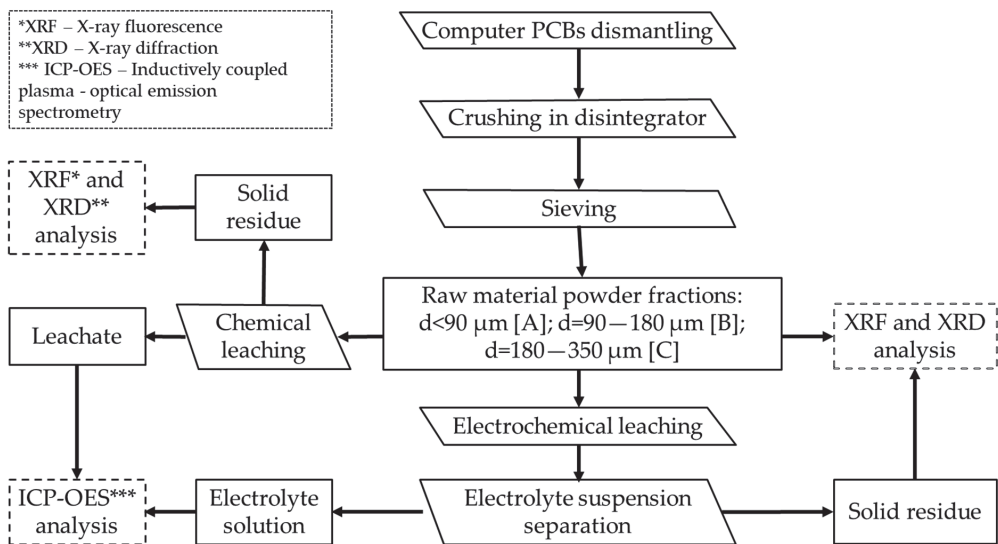 *XRF – X-ray fluorescence
**XRD – X-ray diffraction
*** ICP-OES – Inductively coupled
plasma - optical emission
spectrometry
Computer PCBs dismantling
Crushing in disintegrator
Sieving
XRF* and
XRD**
analysis
Solid
residue
Raw material powder fractions:
d<90 µm [A]; d=90—180 µm [B];
d=180—350 µm [C]
Leachate
Chemical
leaching
XRF and XRD
analysis
Electrochemical leaching
ICP-OES***
analysis
Electrolyte
solution
Electrolyte suspension
separation
Solid residue